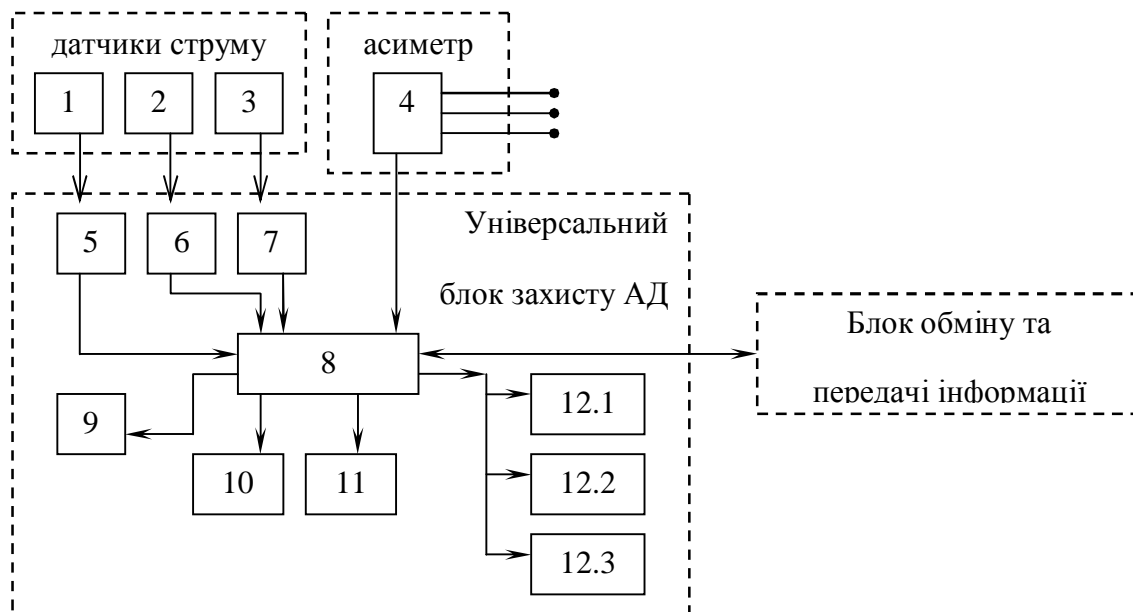 датчики струму
асиметр
1 2 3
4
Універсальний
5 6 7
блок захисту АД
Блок обміну та
8
передачі інформації
12.1
9
10 11
12.2
12.3